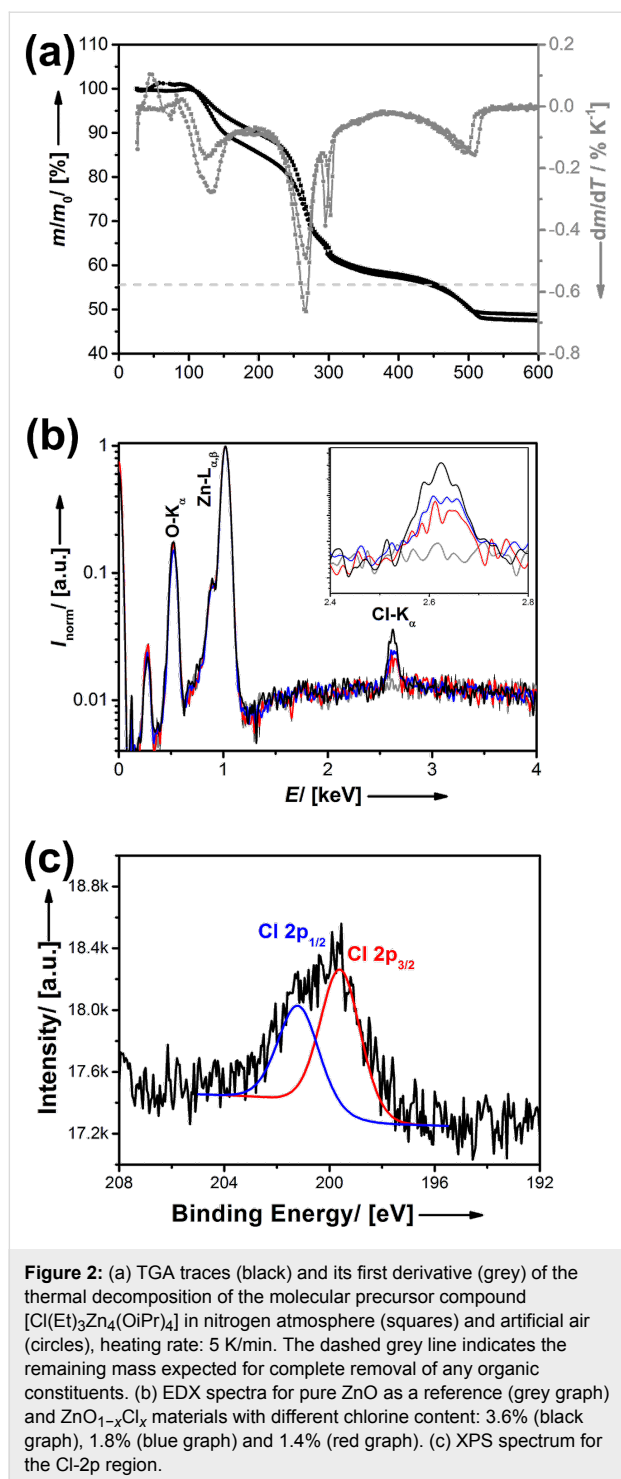 (a)
110
100
90
80
70
60
50
40
m/m₀/ [%]
0 100 200 300 400 500 600
0.2
0.0
-0.2
-0.4
-0.6
-0.8
dm/dT / % K⁻¹
(b)
1
0.1
0.01
I_norm/ [a.u.]
O-Kα
Zn-Lα,β
Cl-Kα
2.4 2.6 2.8
0 1 2 3 4
E/ [keV]
(c)
18.8k
18.4k
18.0k
17.6k
17.2k
Intensity/ [a.u.]
Cl 2p1/2
Cl 2p3/2
208 204 200 196 192
Binding Energy/ [eV]
Figure 2: (a) TGA traces (black) and its first derivative (grey) of the
thermal decomposition of the molecular precursor compound
[Cl(Et)₃Zn₄(OiPr)₄] in nitrogen atmosphere (squares) and artificial air
(circles), heating rate: 5 K/min. The dashed grey line indicates the
remaining mass expected for complete removal of any organic
constituents. (b) EDX spectra for pure ZnO as a reference (grey graph)
and ZnO₁₋ₓClₓ materials with different chlorine content: 3.6% (black
graph), 1.8% (blue graph) and 1.4% (red graph). (c) XPS spectrum for
the Cl-2p region.